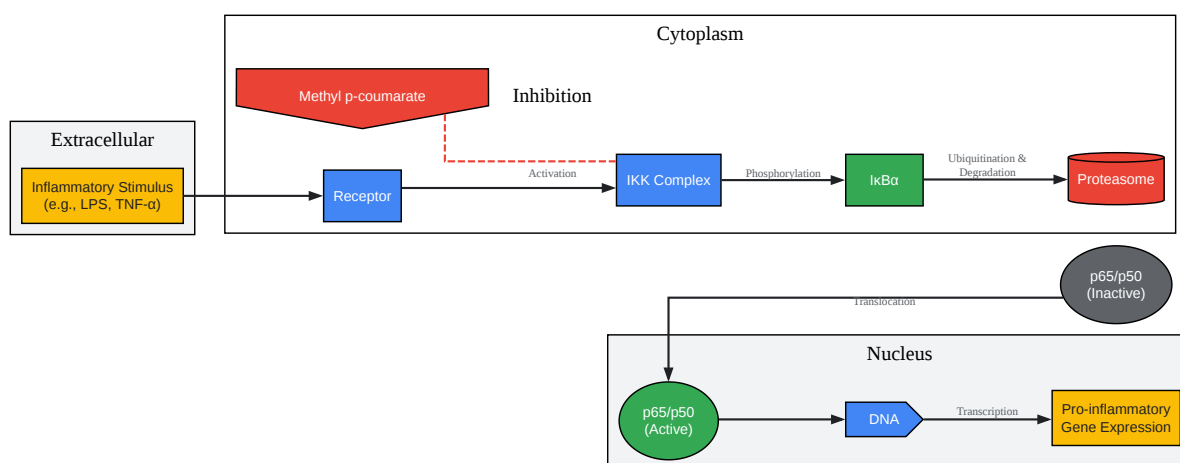 Cytoplasm
Methyl p-coumarate
Inhibition
Extracellular
Inflammatory Stimulus
(e.g., LPS, TNF-α)
Receptor
Activation
IKK Complex
Phosphorylation
IκBα
Ubiquitination &
Degradation
Proteasome
p65/p50
(Inactive)
Translocation
Nucleus
p65/p50
(Active)
DNA
Transcription
Pro-inflammatory
Gene Expression